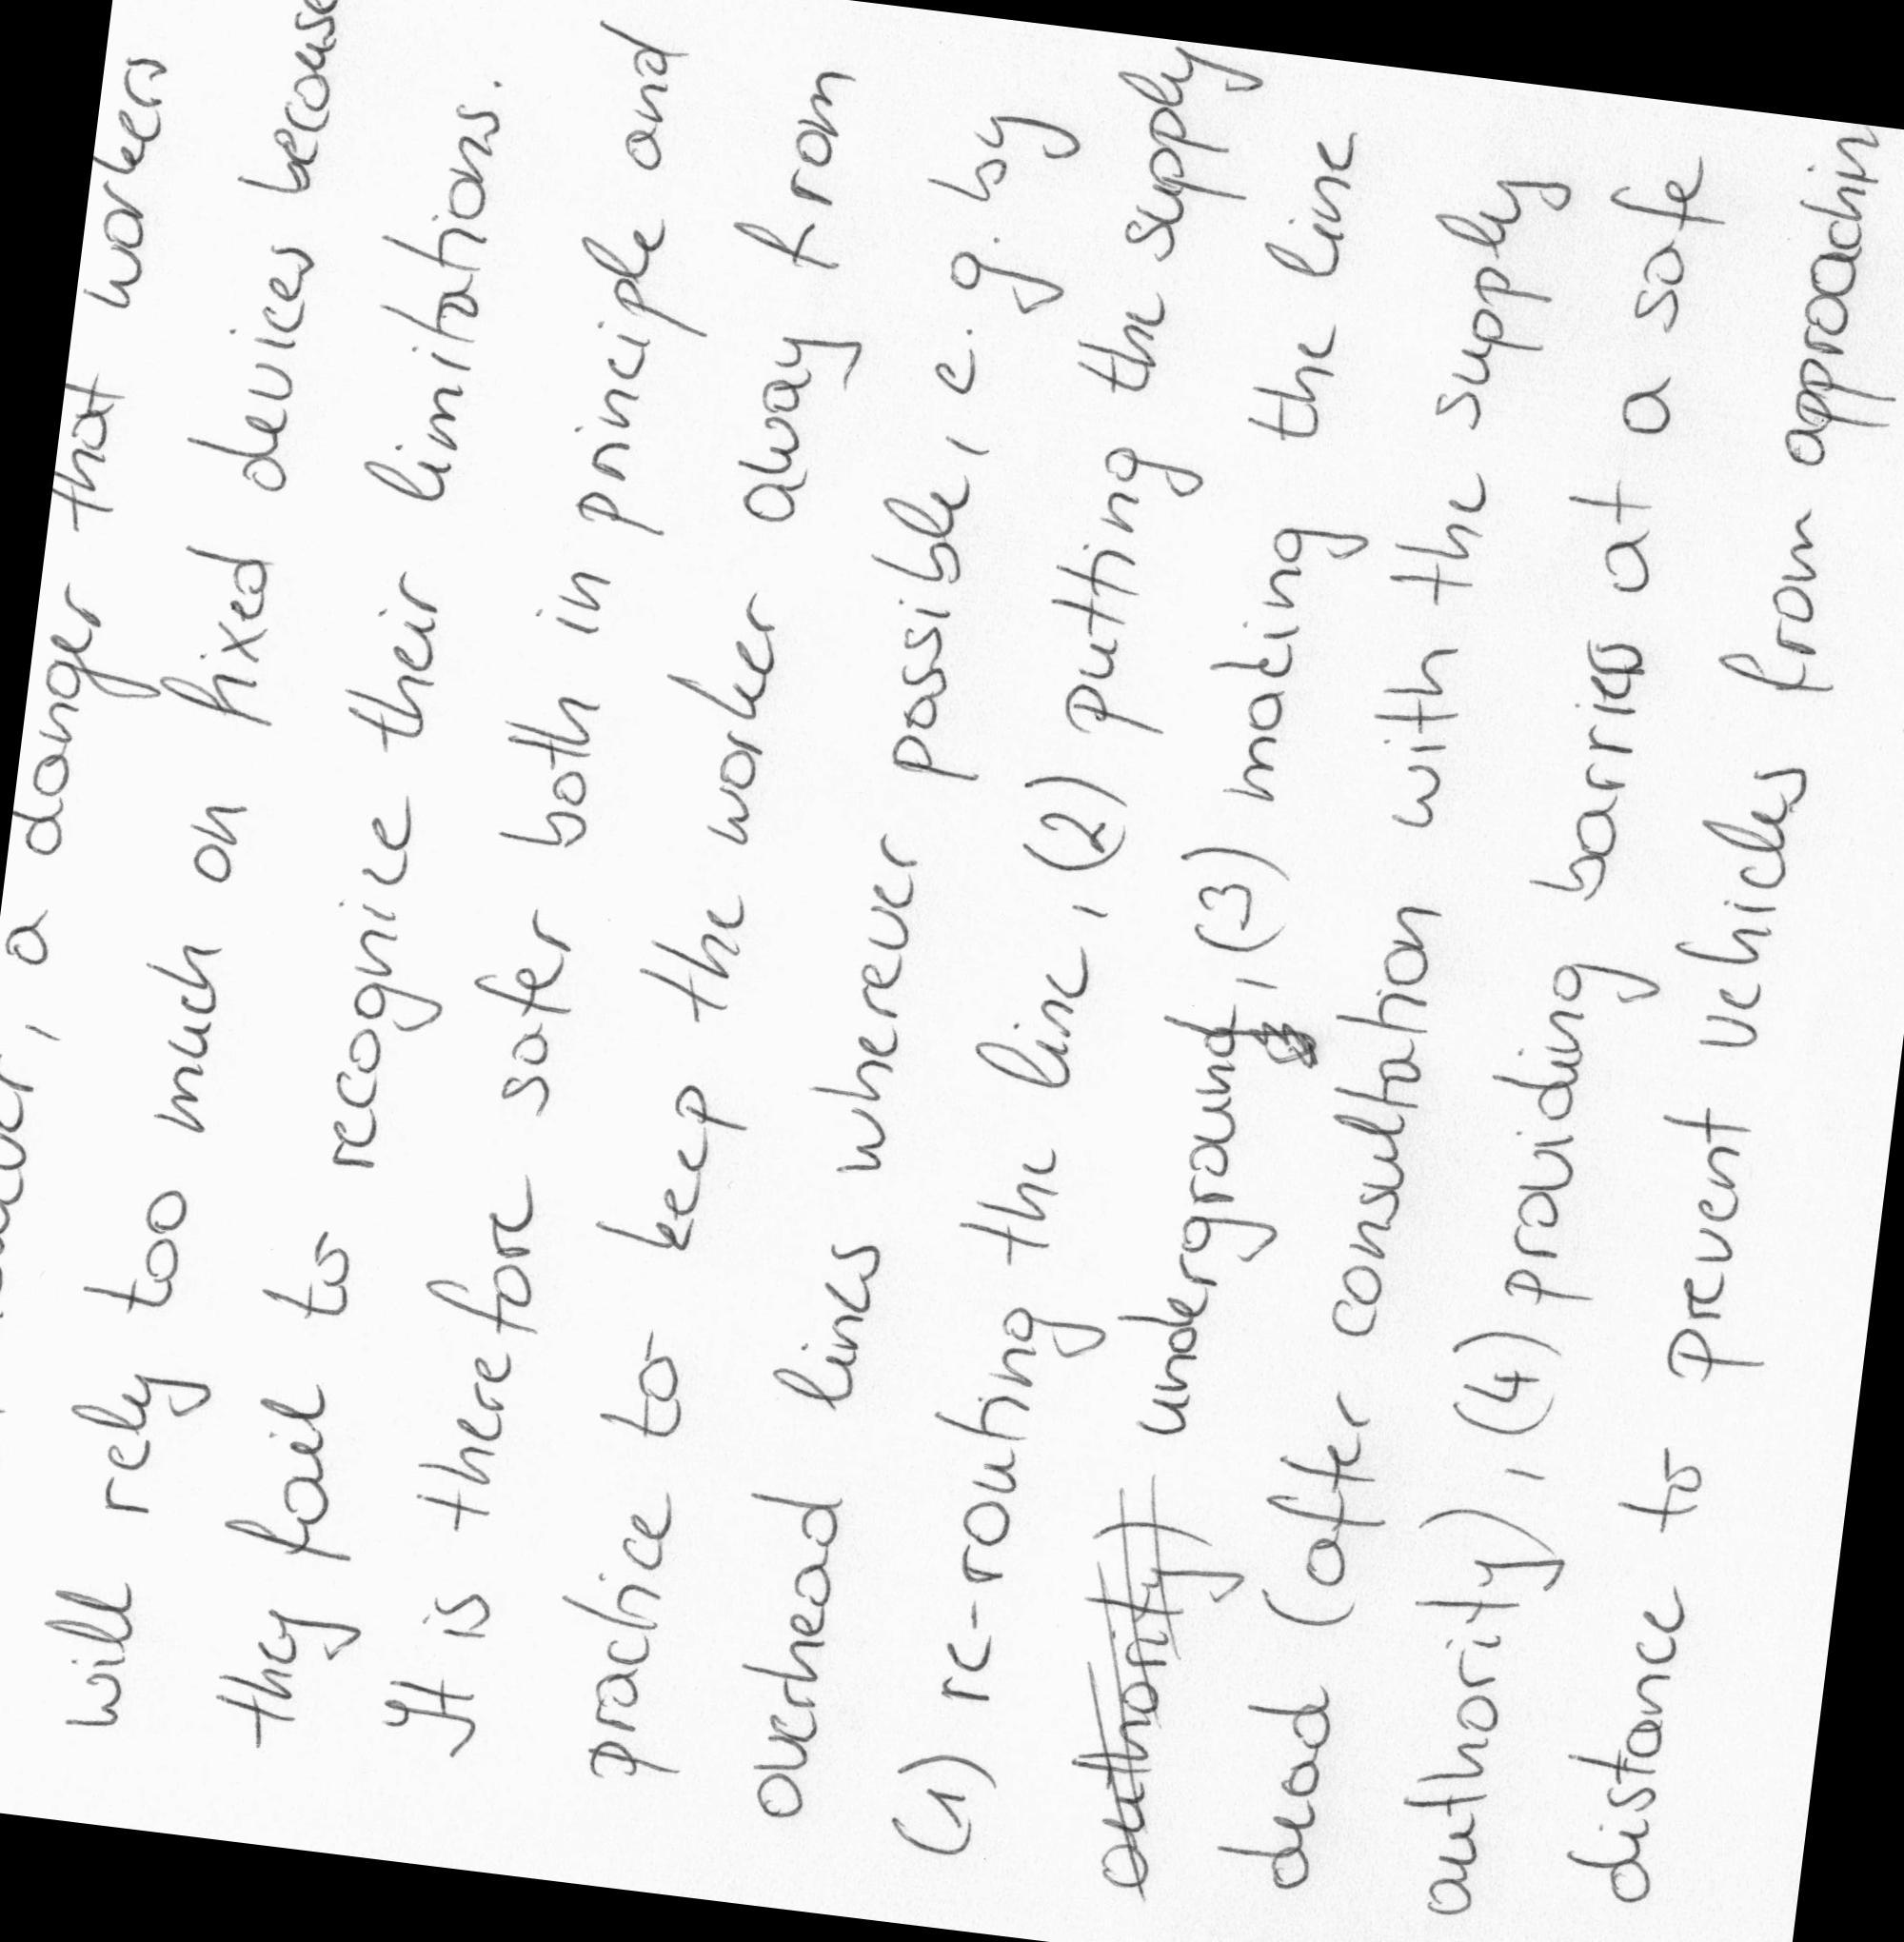 , a danger that workers
will rely too much on fixed devices because
they fail to recognice their limitations.
It is therefore safer both in principle and
practice to keep the worker away from
overhead lines wherever possible, e. g. by
(1) re-routing the line, (2) putting the supply
authority) underground, (3) making the line
dead (after consultation with the supply
authority), (4) providing barriers at a safe
distance to prevent vehicles from approachin